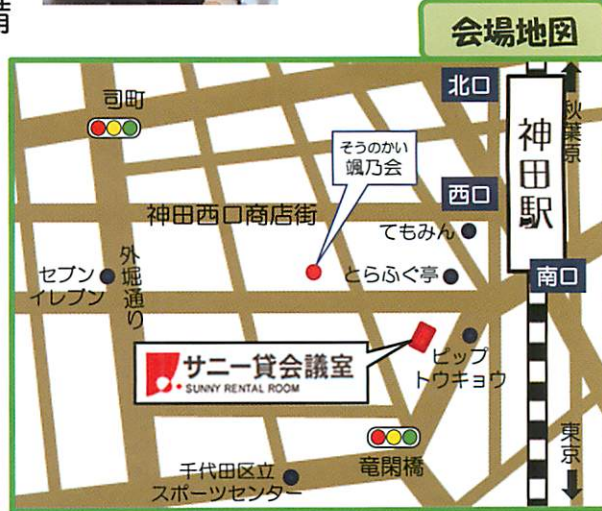 備
会場地図
北口
秋葉原
神田駅
司町
そうのかい
颯乃会
西口
神田西口商店街
てもみん
外堀通り
セブン
イレブン
とらふぐ亭
南口
サニー貸会議室
SUNNY RENTAL ROOM
ピップ
トウキョウ
竜閑橋
東京
千代田区立
スポーツセンター